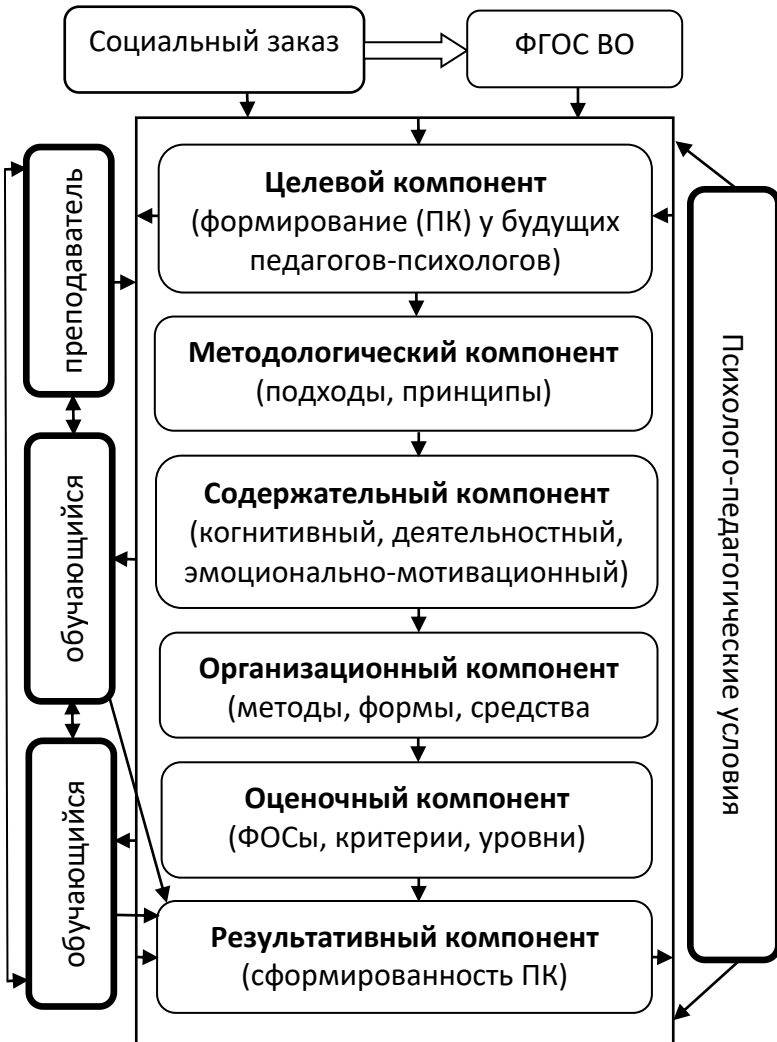 Социальный заказ
ФГОС ВО
преподаватель
обучающийся
обучающийся
Целевой компонент
(формирование (ПК) у будущих
педагогов-психологов)
Методологический компонент
(подходы, принципы)
Содержательный компонент
(когнитивный, деятельностный,
эмоционально-мотивационный)
Организационный компонент
(методы, формы, средства
Оценочный компонент
(ФОСы, критерии, уровни)
Результативный компонент
(сформированность ПК)
Психолого-педагогические условия